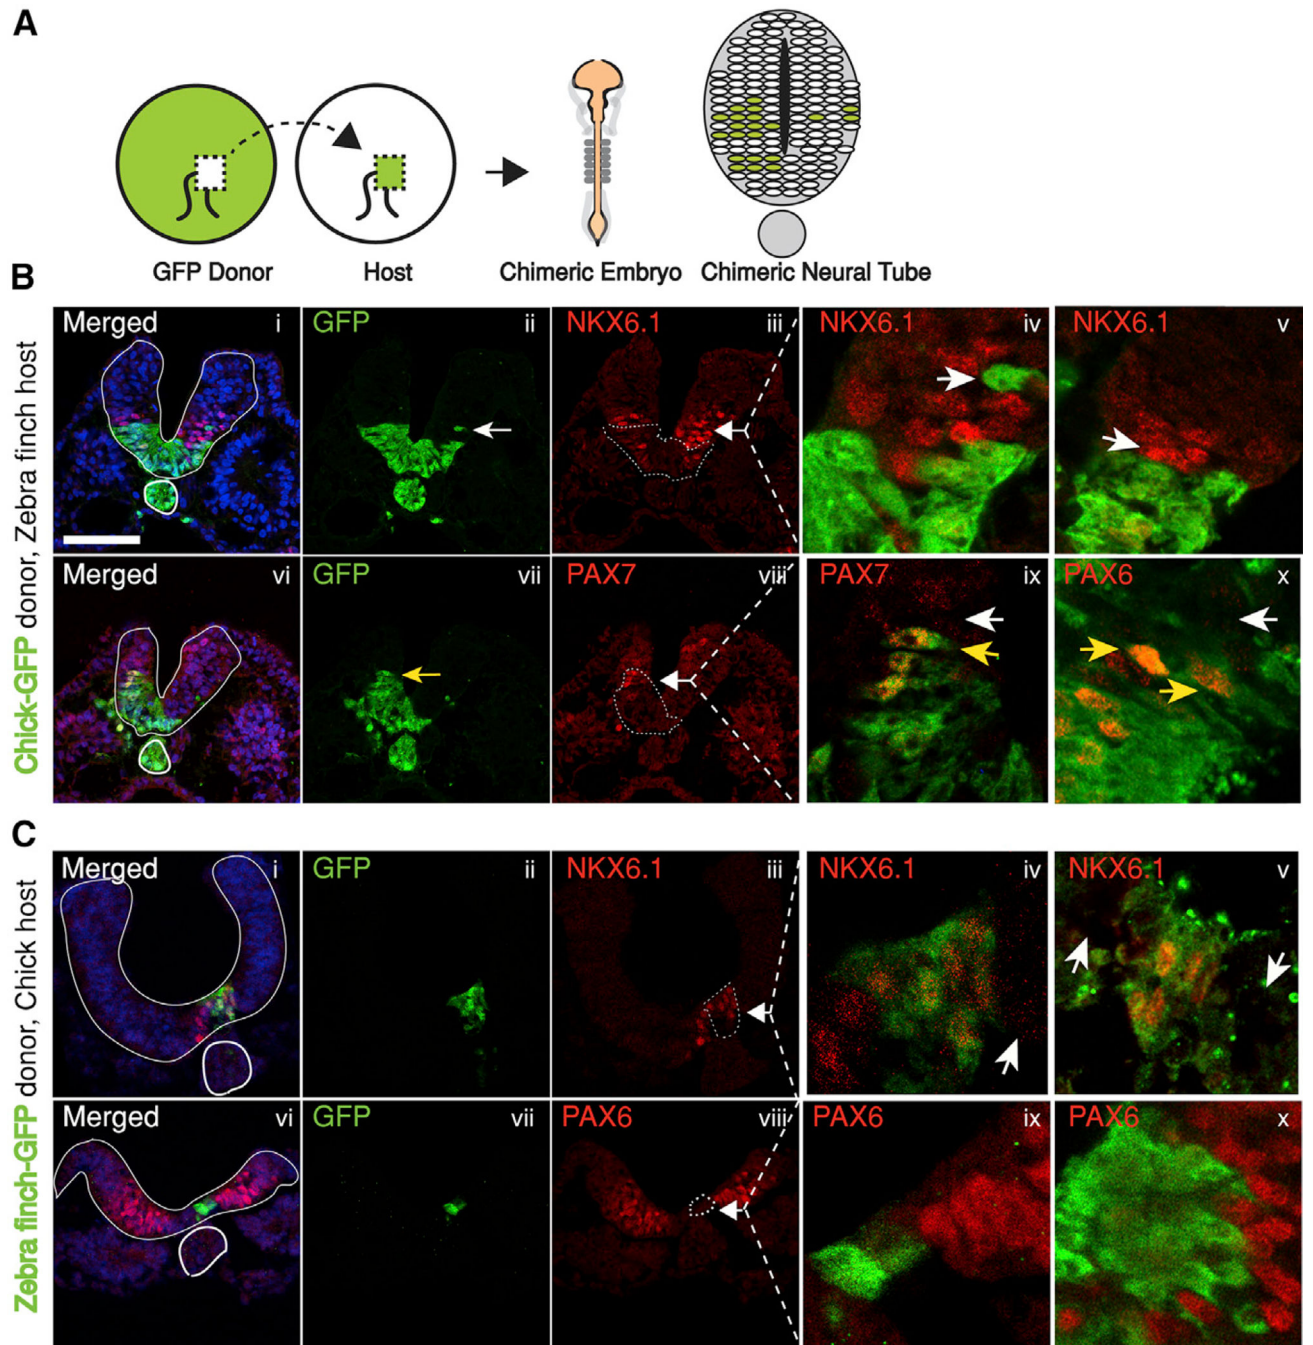 A
GFP Donor
Host
Chimeric Embryo
Chimeric Neural Tube
B
Chick-GFP donor, Zebra finch host
Merged i
GFP ii
NKX6.1 iii
NKX6.1 iv
NKX6.1 v
Merged vi
GFP vii
PAX7 viii
PAX7 ix
PAX6 x
C
Zebra finch-GFP donor, Chick host
Merged i
GFP ii
NKX6.1 iii
NKX6.1 iv
NKX6.1 v
Merged vi
GFP vii
PAX6 viii
PAX6 ix
PAX6 x